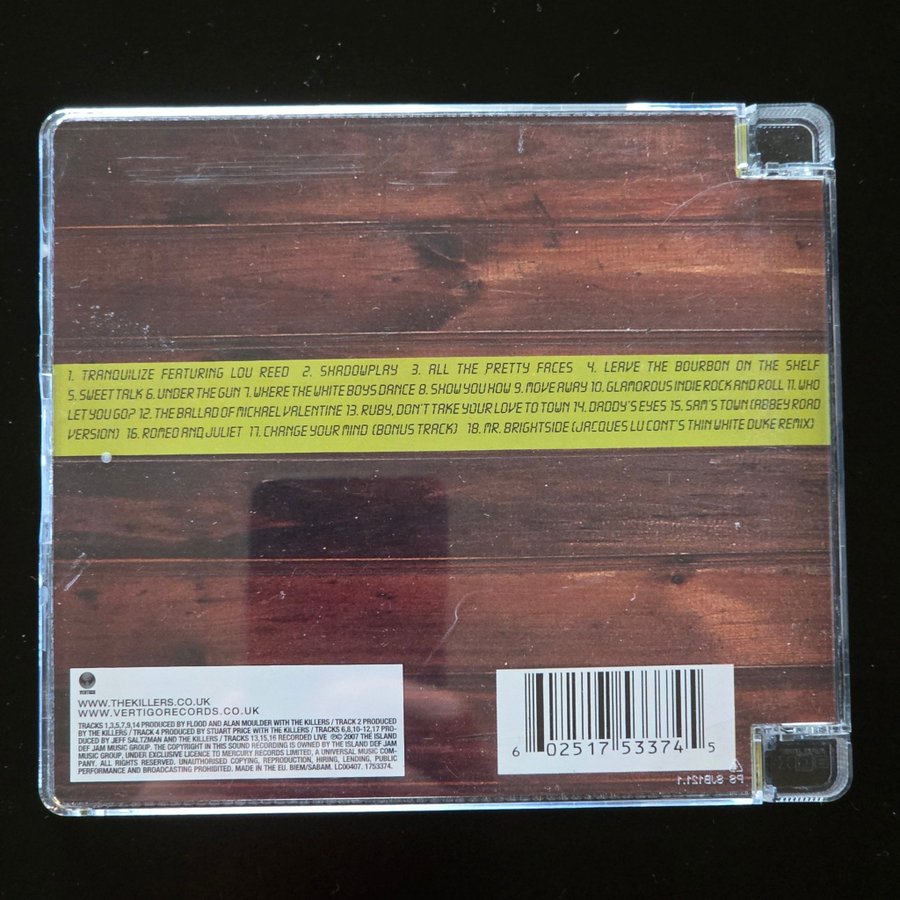 1. TRANQUILIZE FEATURING LOU REED 2. SHADOWPLAY 3. ALL THE PRETTY FACES 4. LEAVE THE BOURBON ON THE SHELF
5. SWEET TALK 6. UNDER THE GUN 7. WHERE THE WHITE BOYS DANCE 8. SHOW YOU HOW 9. MOVE AWAY 10. GLAMOROUS INDIE ROCK AND ROLL 11. WHO
LET YOU GO? 12. THE BALLAD OF MICHAEL VALENTINE 13. RUBY, DON'T TAKE YOUR LOVE TO TOWN 14. DADDY'S EYES 15. SAM'S TOWN (ABBEY ROAD
VERSION) 16. ROMEO AND JULIET 17. CHANGE YOUR MIND (BONUS TRACK) 18. MR. BRIGHTSIDE (JACQUES LU CONT'S THIN WHITE DUKE REMIX)
VERTIGO
WWW.THEKILLERS.CO.UK
WWW.VERTIGORECORDS.CO.UK
TRACKS 1,3,5,7,9,14 PRODUCED BY FLOOD AND ALAN MOULDER WITH THE KILLERS / TRACK 2 PRODUCED
BY THE KILLERS / TRACK 4 PRODUCED BY STUART PRICE WITH THE KILLERS / TRACKS 6,8,10-12,17 PRO-
DUCED BY JEFF SALTZMAN AND THE KILLERS / TRACKS 13,15,16 RECORDED LIVE ℗© 2007 THE ISLAND
DEF JAM MUSIC GROUP. THE COPYRIGHT IN THIS SOUND RECORDING IS OWNED BY THE ISLAND DEF JAM
MUSIC GROUP, UNDER EXCLUSIVE LICENCE TO MERCURY RECORDS LIMITED, A UNIVERSAL MUSIC COM-
PANY. ALL RIGHTS RESERVED. UNAUTHORISED COPYING, REPRODUCTION, HIRING, LENDING, PUBLIC
PERFORMANCE AND BROADCASTING PROHIBITED. MADE IN THE EU. BIEM/SABAM. LC00407. 1753374.
6 02517 53374 5
PS 8JB121.1